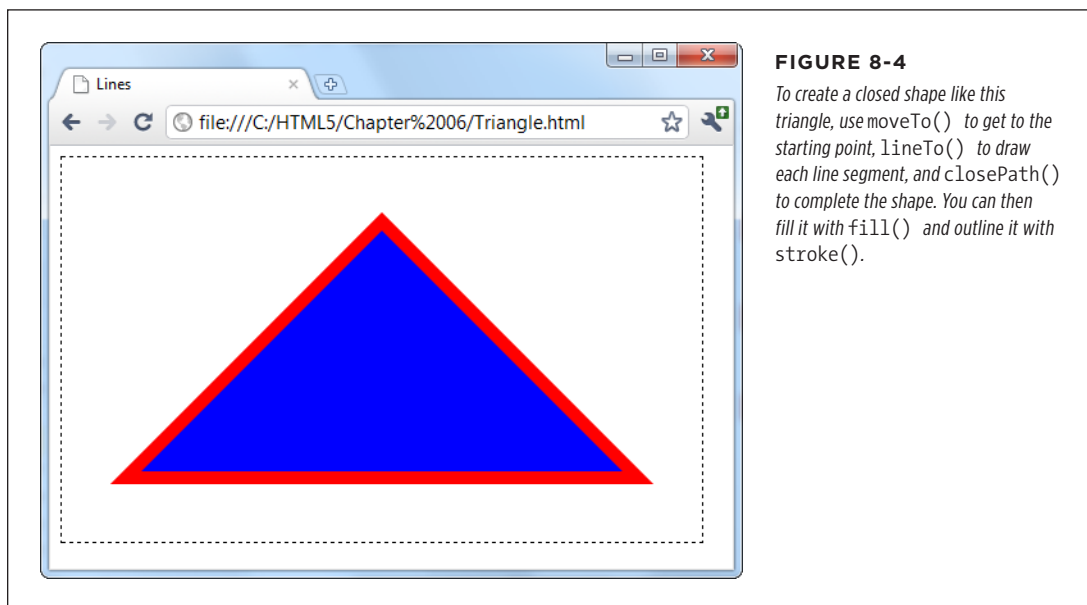 Lines
file:///C:/HTML5/Chapter%2006/Triangle.html
FIGURE 8-4
To create a closed shape like this
triangle, use moveTo() to get to the
starting point, lineTo() to draw
each line segment, and closePath()
to complete the shape. You can then
fill it with fill() and outline it with
stroke().